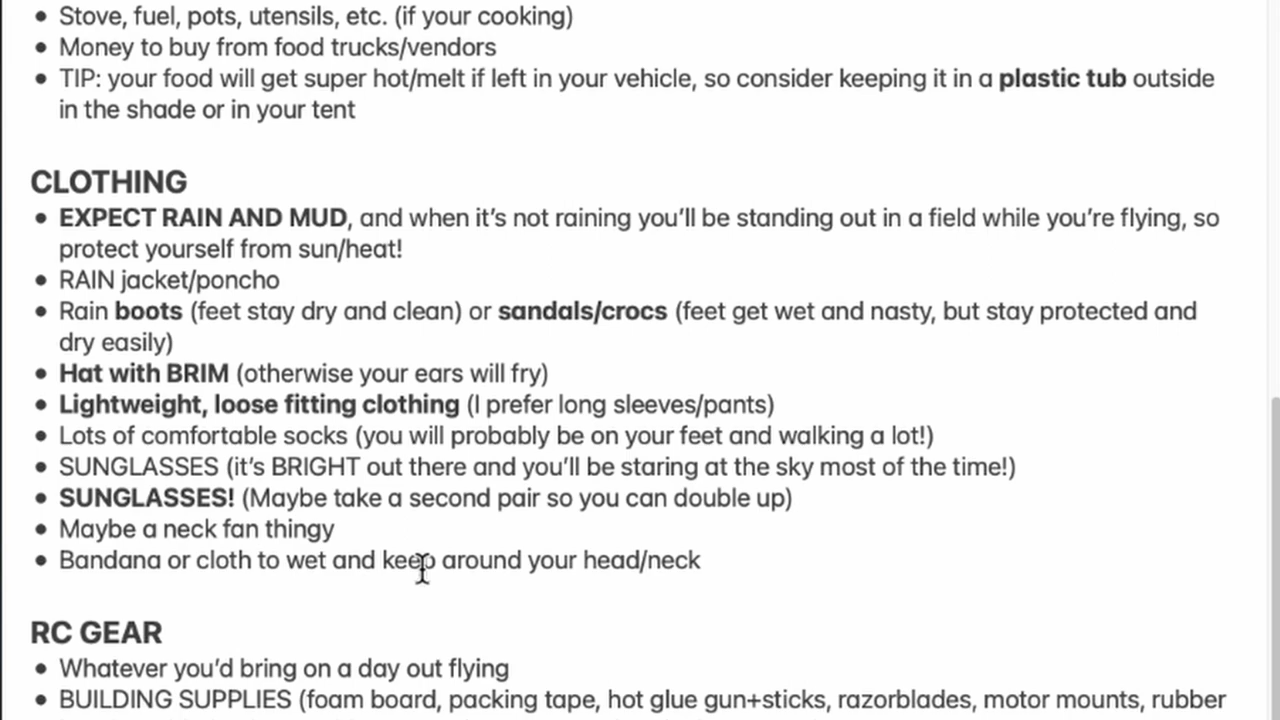 • Stove, fuel, pots, utensils, etc. (if your cooking)
• Money to buy from food trucks/vendors
• TIP: your food will get super hot/melt if left in your vehicle, so consider keeping it in a plastic tub outside
in the shade or in your tent
CLOTHING
• EXPECT RAIN AND MUD, and when it’s not raining you’ll be standing out in a field while you’re flying, so
protect yourself from sun/heat!
• RAIN jacket/poncho
• Rain boots (feet stay dry and clean) or sandals/crocs (feet get wet and nasty, but stay protected and
dry easily)
• Hat with BRIM (otherwise your ears will fry)
• Lightweight, loose fitting clothing (I prefer long sleeves/pants)
• Lots of comfortable socks (you will probably be on your feet and walking a lot!)
• SUNGLASSES (it’s BRIGHT out there and you’ll be staring at the sky most of the time!)
• SUNGLASSES! (Maybe take a second pair so you can double up)
• Maybe a neck fan thingy
• Bandana or cloth to wet and keep around your head/neck
RC GEAR
• Whatever you’d bring on a day out flying
• BUILDING SUPPLIES (foam board, packing tape, hot glue gun+sticks, razorblades, motor mounts, rubber